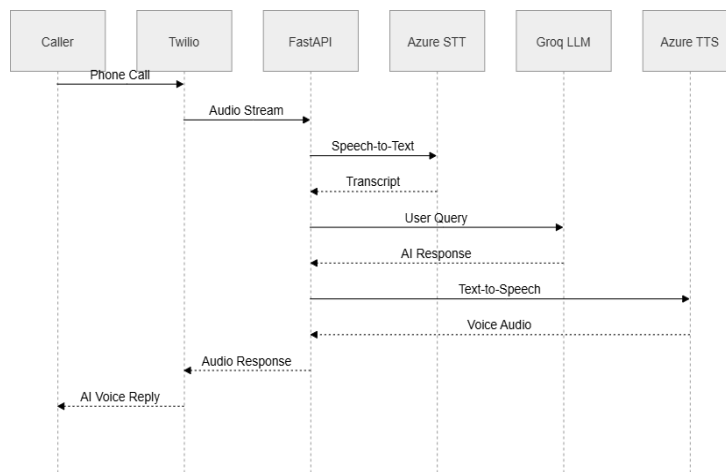 Caller
Twilio
FastAPI
Azure STT
Groq LLM
Azure TTS
Phone Call
Audio Stream
Speech-to-Text
Transcript
User Query
AI Response
Text-to-Speech
Voice Audio
Audio Response
AI Voice Reply